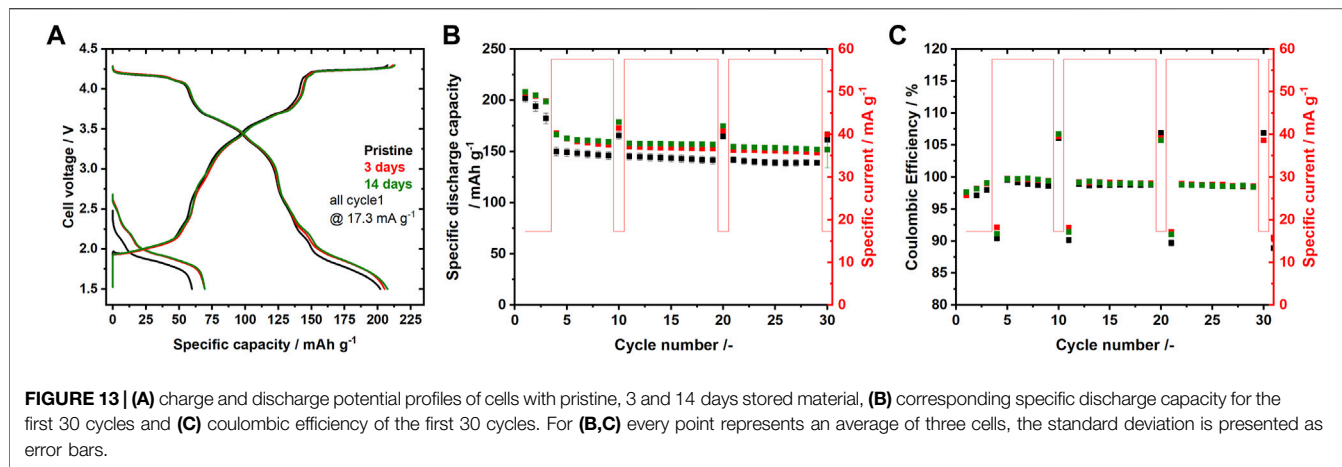 A
B
C
4.5
4.0
3.5
3.0
2.5
2.0
1.5
Cell voltage / V
Pristine
3 days
14 days
all cycle1
@ 17.3 mA g⁻¹
0 25 50 75 100 125 150 175 200 225
Specific capacity / mAh g⁻¹
250
200
150
100
50
0
Specific discharge capacity
/ mAh g⁻¹
0 5 10 15 20 25 30
Cycle number /-
60
50
40
30
20
10
0
Specific current / mA g⁻¹
120
115
110
105
100
95
90
85
80
Coulombic Efficiency / %
0 5 10 15 20 25 30
Cycle number /-
60
50
40
30
20
10
0
Specific current / mA g⁻¹
FIGURE 13 | (A) charge and discharge potential profiles of cells with pristine, 3 and 14 days stored material, (B) corresponding specific discharge capacity for the
first 30 cycles and (C) coulombic efficiency of the first 30 cycles. For (B,C) every point represents an average of three cells, the standard deviation is presented as
error bars.